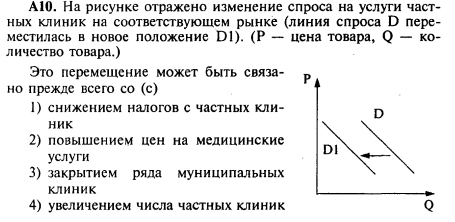 А10. На рисунке отражено изменение спроса на услуги част-
ных клиник на соответствующем рынке (линия спроса D пере-
местилась в новое положение D1). (P — цена товара, Q — ко-
личество товара.)
Это перемещение может быть связа-
но прежде всего со (с)
1) снижением налогов с частных кли-
ник
2) повышением цен на медицинские
услуги
3) закрытием ряда муниципальных
клиник
4) увеличением числа частных клиник
P
D
D1
Q